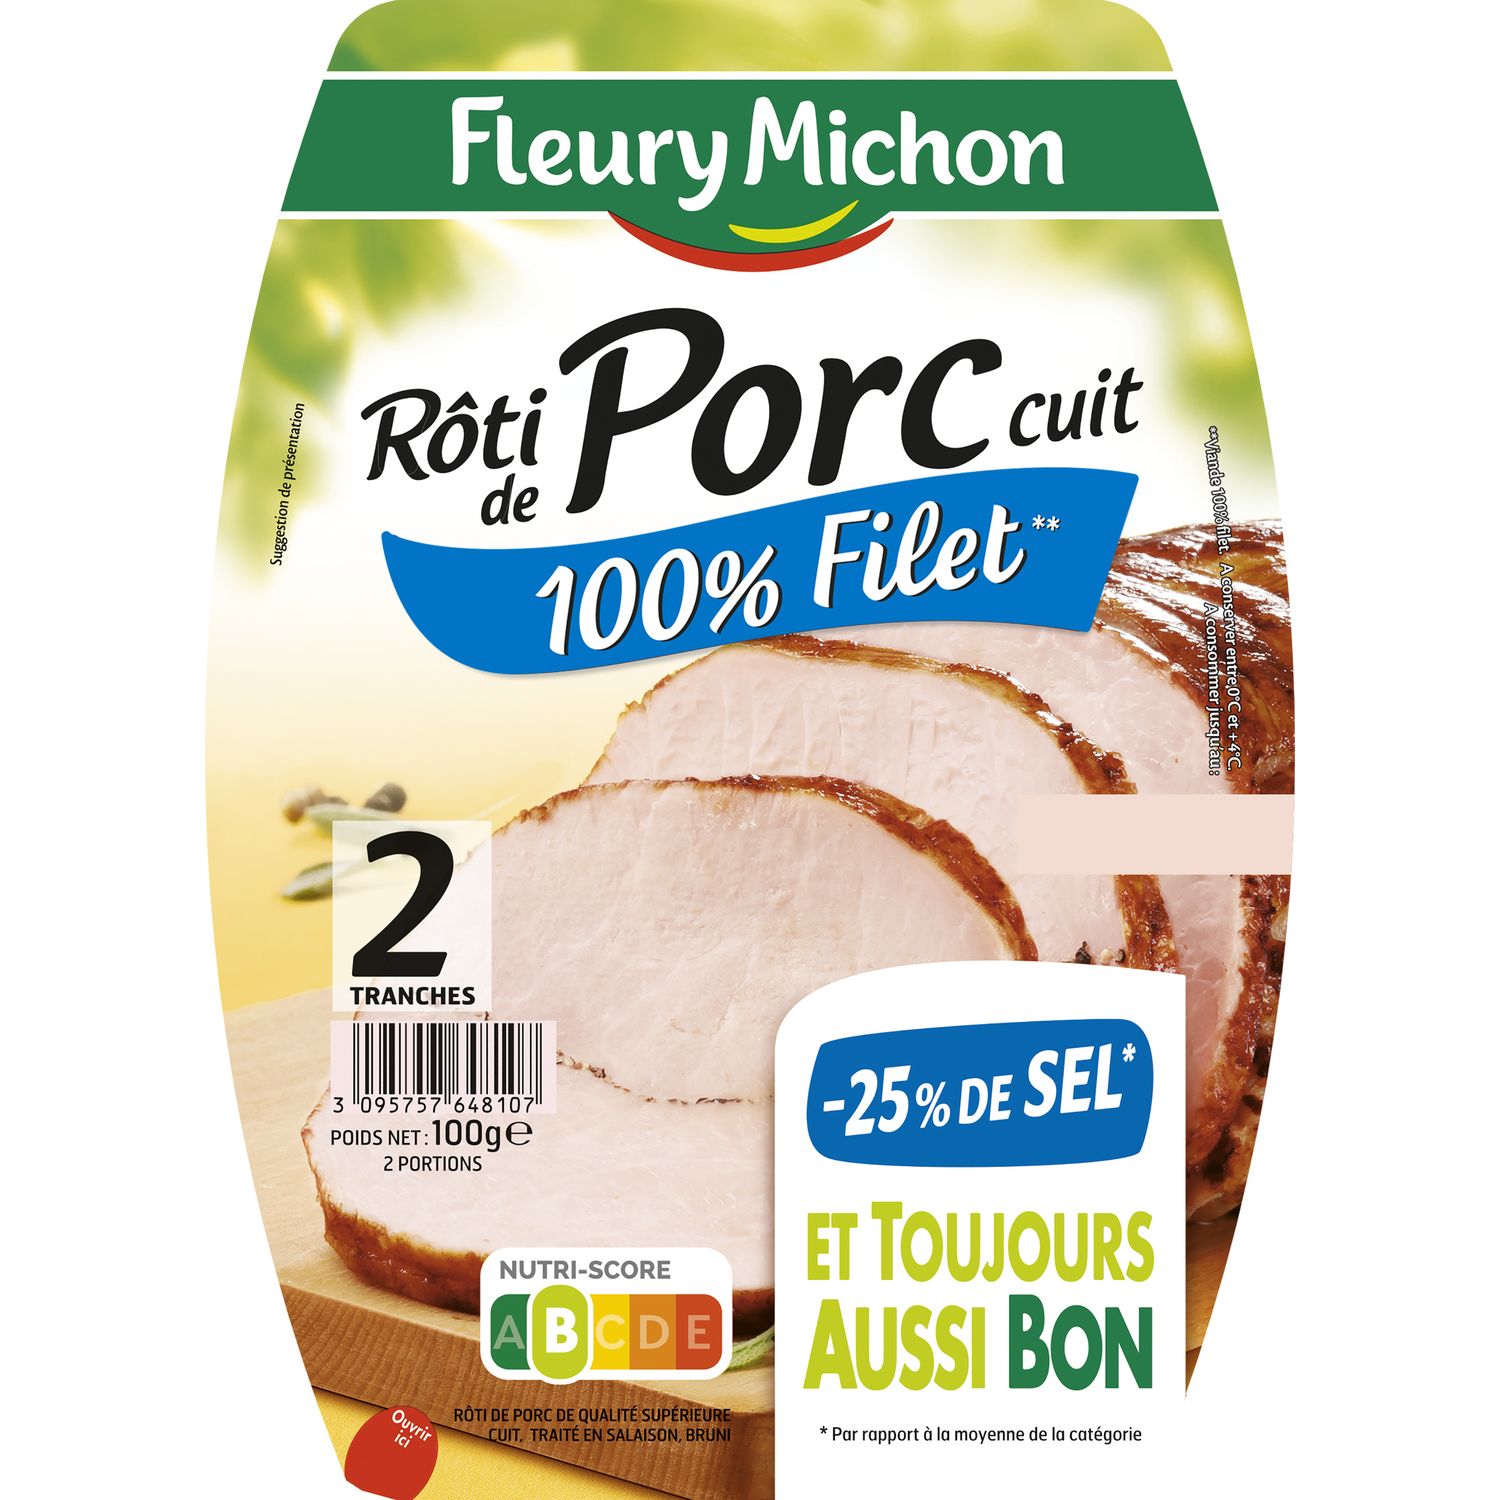 Fleury Michon
Rôti
de
Porc cuit
100% Filet**
Suggestion de présentation
**Viande 100% filet. A conserver entre 0°C et +4°C.
A consommer jusqu'au :
2
TRANCHES
3 095757 648107
POIDS NET : 100g e
2 PORTIONS
-25% DE SEL*
ET TOUJOURS
AUSSI BON
* Par rapport à la moyenne de la catégorie
NUTRI-SCORE
A B C D E
RÔTI DE PORC DE QUALITÉ SUPÉRIEURE
CUIT, TRAITÉ EN SALAISON, BRUNI
Ouvrir
ici